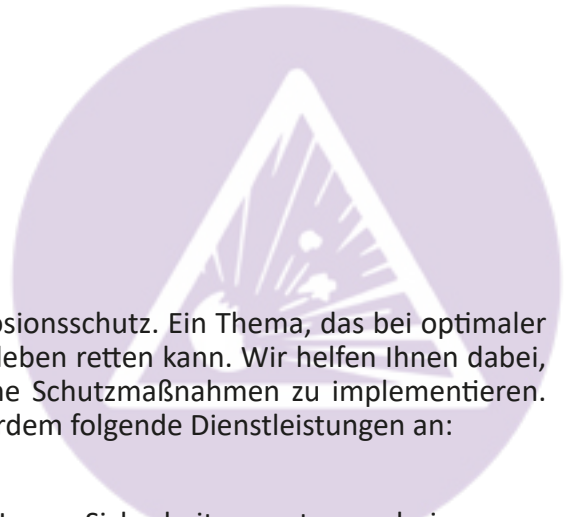 osionsschutz. Ein Thema, das bei optimaler
leben retten kann. Wir helfen Ihnen dabei,
ne Schutzmaßnahmen zu implementieren.
rdem folgende Dienstleistungen an: